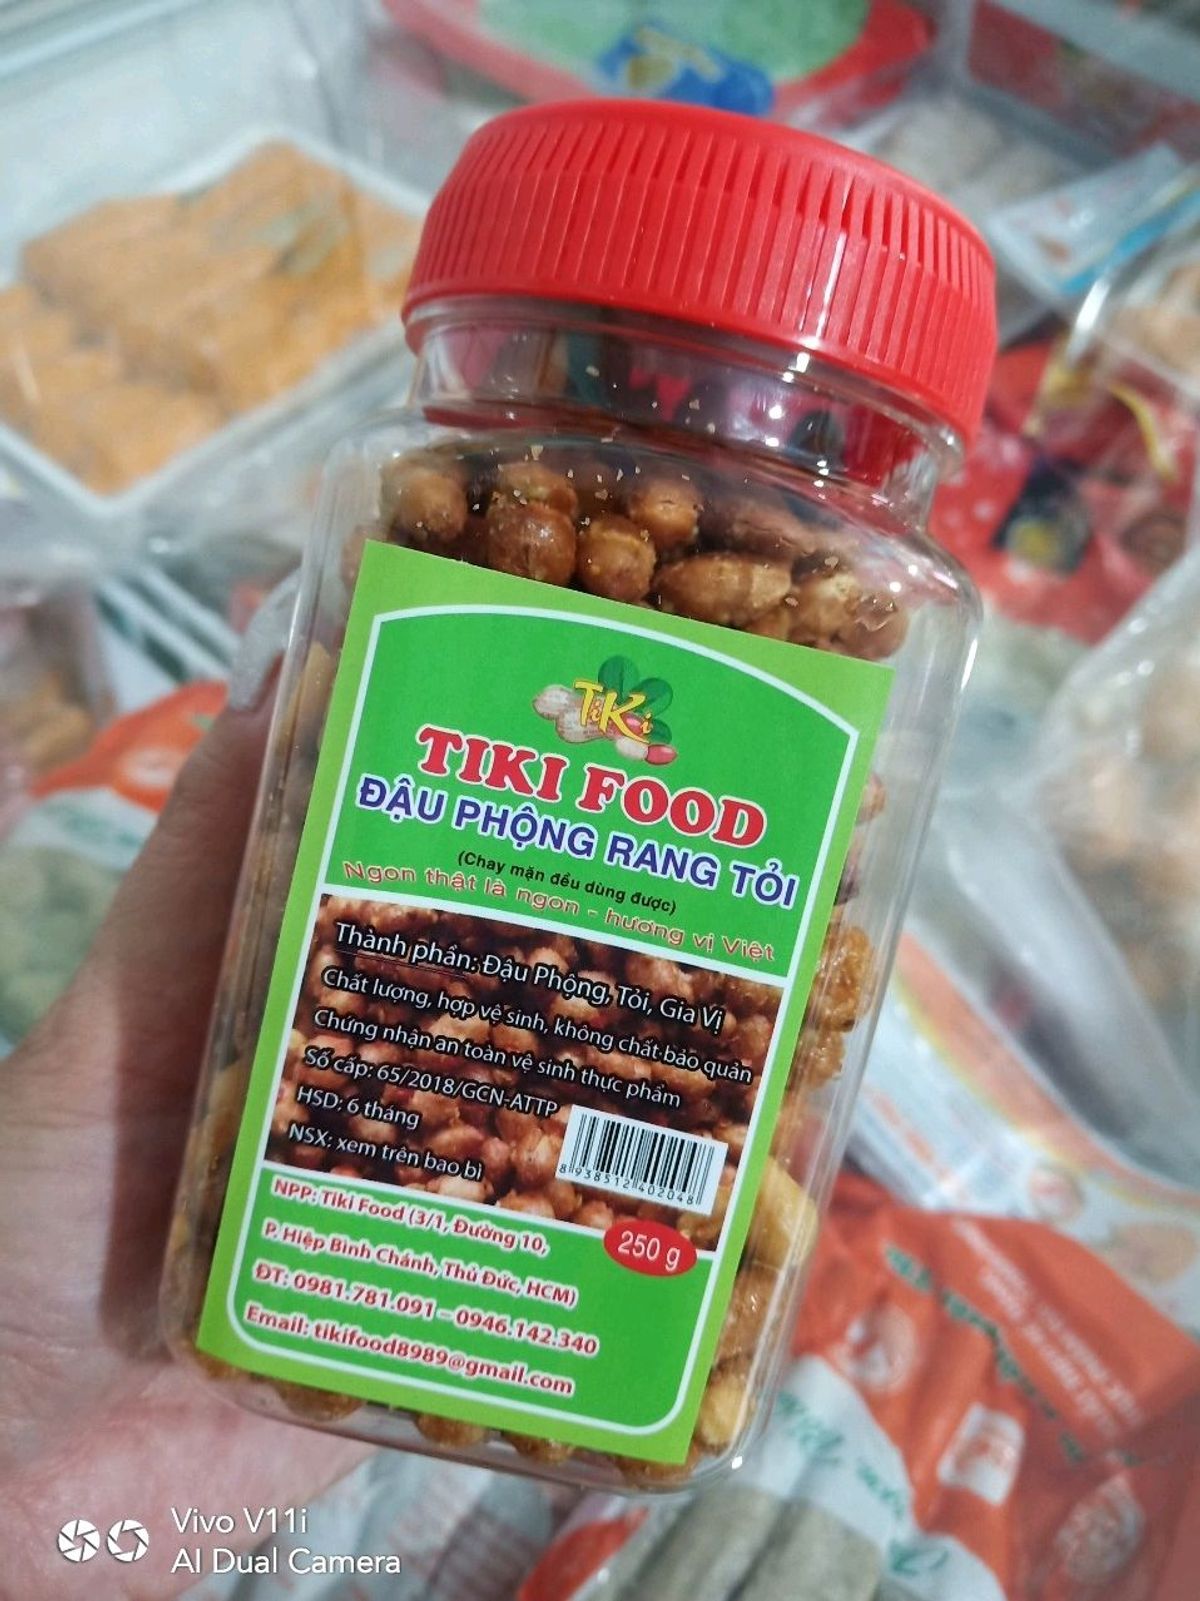 TiKi
TIKI FOOD
ĐẬU PHỘNG RANG TỎI
(Chay mặn đều dùng được)
Ngon thật là ngon - hương vị Việt
Thành phần: Đậu Phộng, Tỏi, Gia Vị
Chất lượng, hợp vệ sinh, không chất bảo quản
Chứng nhận an toàn vệ sinh thực phẩm
Số cấp: 65/2018/GCN-ATTP
HSD: 6 tháng
NSX: xem trên bao bì
8 938512 402048
250 g
NPP: Tiki Food (3/1, Đường 10,
P. Hiệp Bình Chánh, Thủ Đức, HCM)
ĐT: 0981.781.091 – 0946.142.340
Email: tikifood8989@gmail.com
Vivo V11i
AI Dual Camera